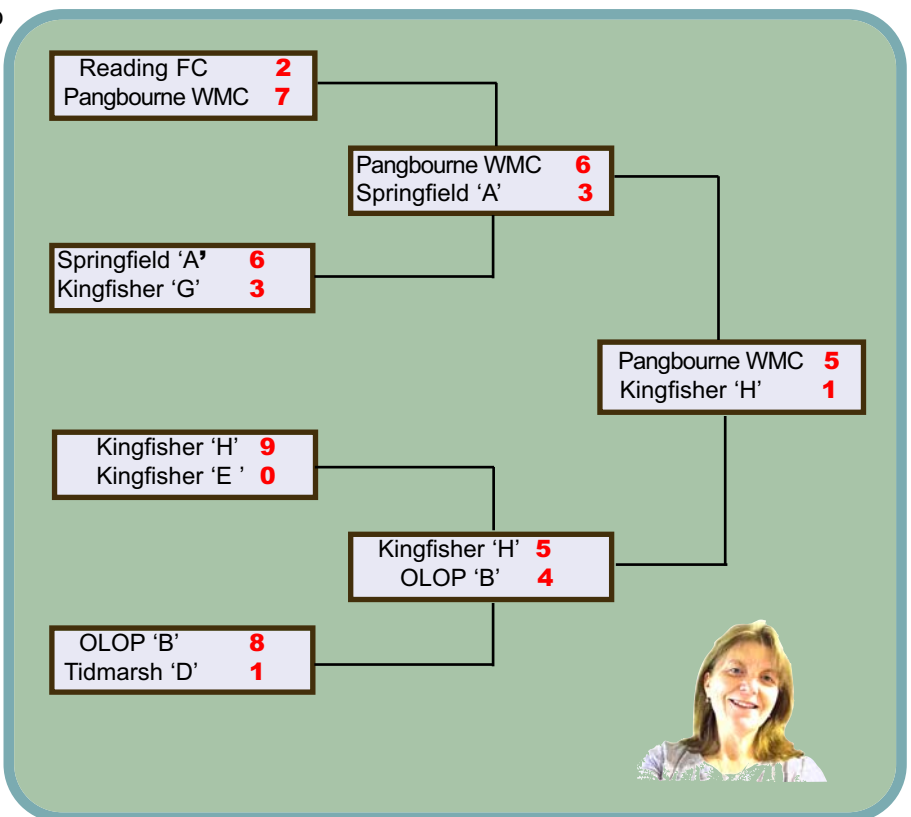 Reading FC 2
Pangbourne WMC 7
Pangbourne WMC 6
Springfield ‘A’ 3
Springfield ‘A’ 6
Kingfisher ‘G’ 3
Pangbourne WMC 5
Kingfisher ‘H’ 1
Kingfisher ‘H’ 9
Kingfisher ‘E ’ 0
Kingfisher ‘H’ 5
OLOP ‘B’ 4
OLOP ‘B’ 8
Tidmarsh ‘D’ 1